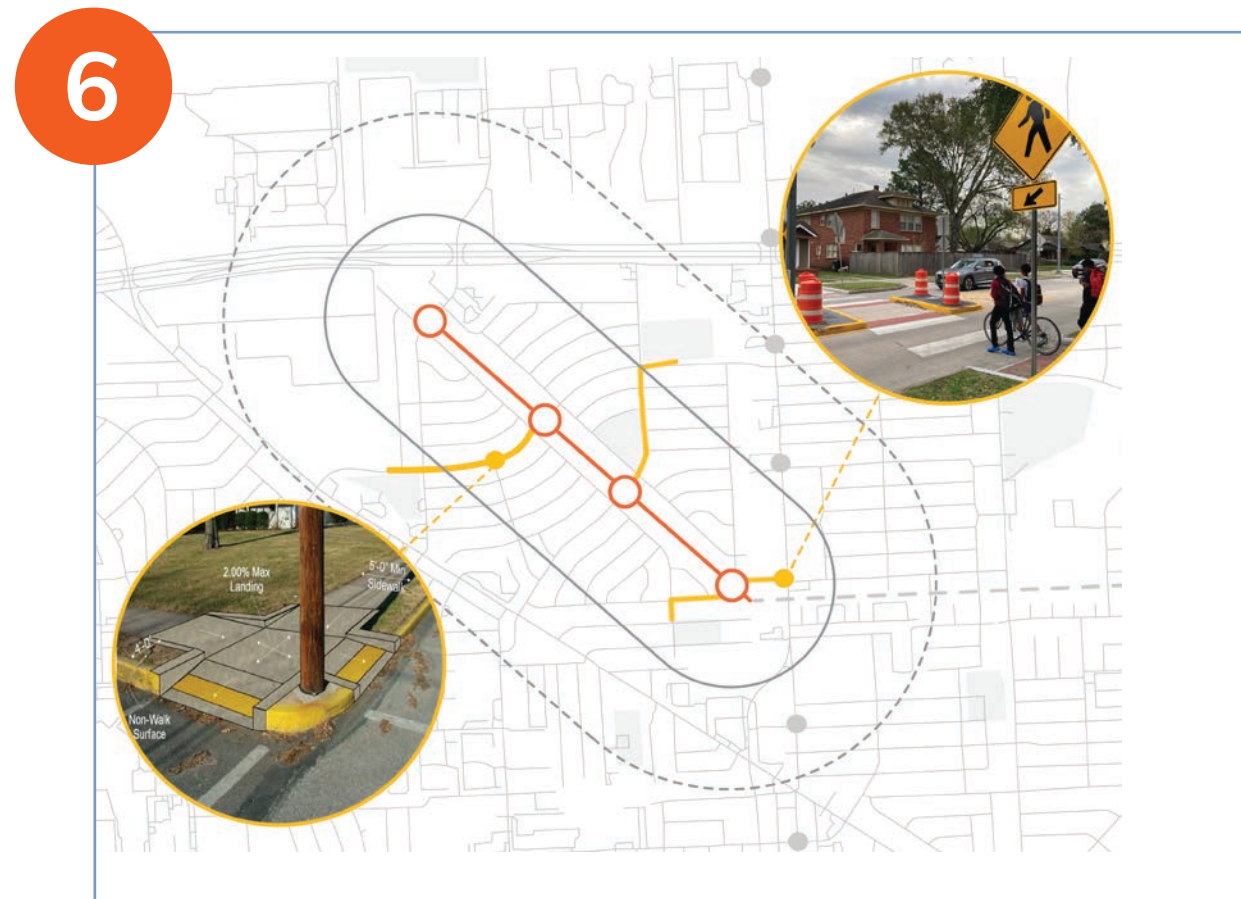 6
2.00% Max
Landing
5'-0" Min
Sidewalk
4'-0"
Non-Walk
Surface